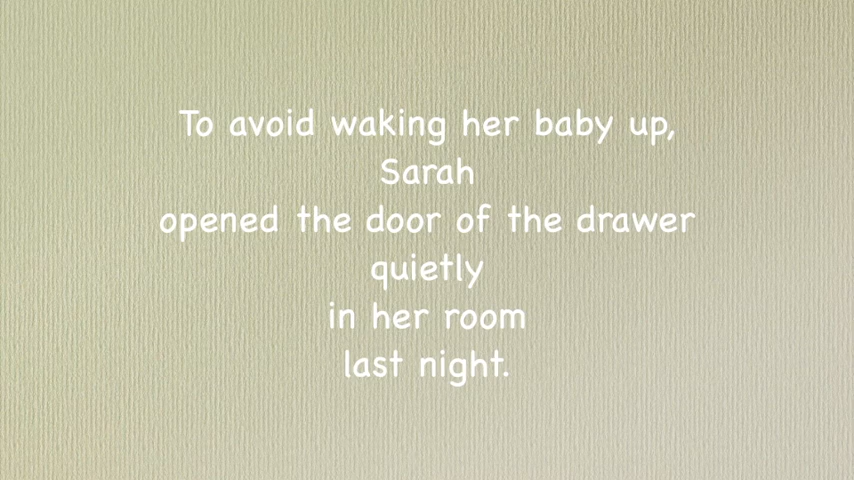 To avoid waking her baby up,
Sarah
opened the door of the drawer
quietly
in her room
last night.